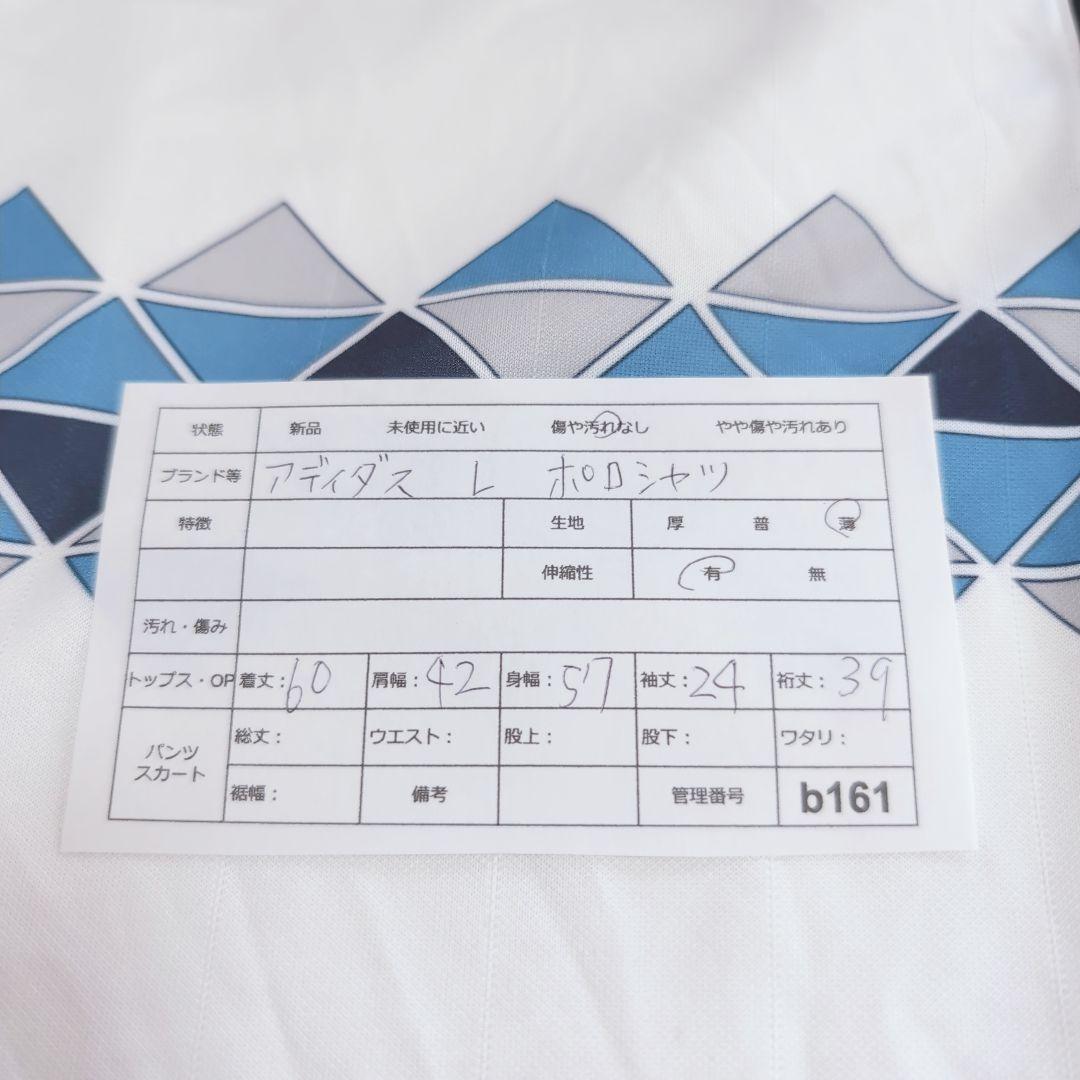 状態 新品 未使用に近い 傷や汚れなし やや傷や汚れあり
ブランド等 アディダス L ポロシャツ
特徴 生地 厚 普 薄
伸縮性 有 無
汚れ・傷み
トップス・OP 着丈:60 肩幅:42 身幅:57 袖丈:24 裄丈:39
パンツ
スカート
総丈: ウエスト: 股上: 股下: ワタリ:
裾幅: 備考 管理番号 b161